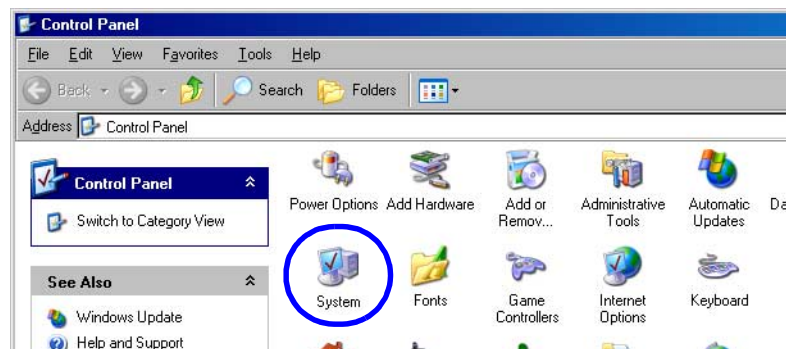 Control Panel
File Edit View Favorites Tools Help
Back Search Folders
Address Control Panel
Control Panel
Switch to Category View
See Also
Windows Update
Help and Support
Power Options Add Hardware Add or Remov... Administrative Tools Automatic Updates Da
System Fonts Game Controllers Internet Options Keyboard